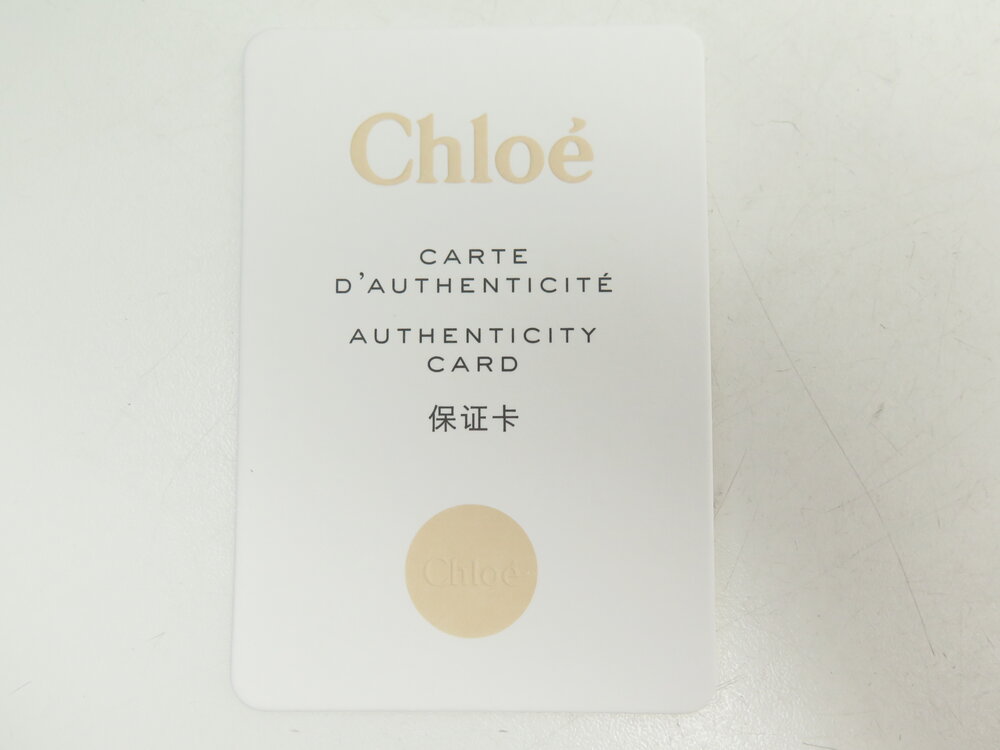 Chloé
CARTE
D'AUTHENTICITÉ
AUTHENTICITY
CARD
保证卡
Chloé